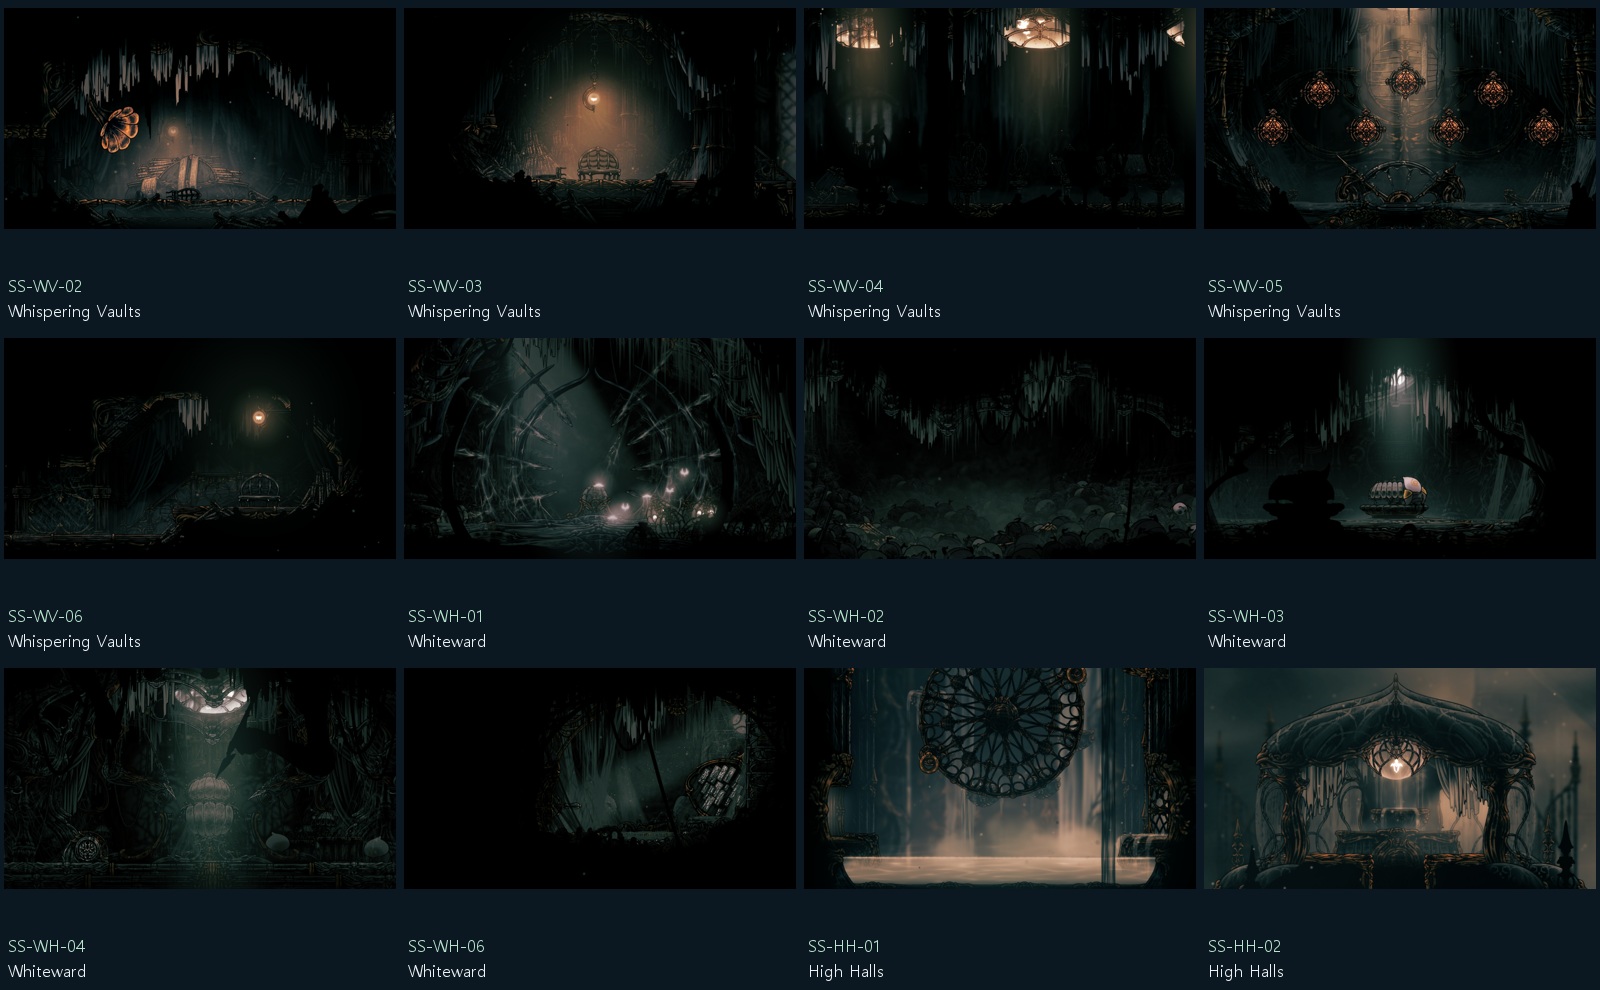 SS-WV-02
Whispering Vaults
SS-WV-03
Whispering Vaults
SS-WV-04
Whispering Vaults
SS-WV-05
Whispering Vaults
SS-WV-06
Whispering Vaults
SS-WH-01
Whiteward
SS-WH-02
Whiteward
SS-WH-03
Whiteward
SS-WH-04
Whiteward
SS-WH-06
Whiteward
SS-HH-01
High Halls
SS-HH-02
High Halls